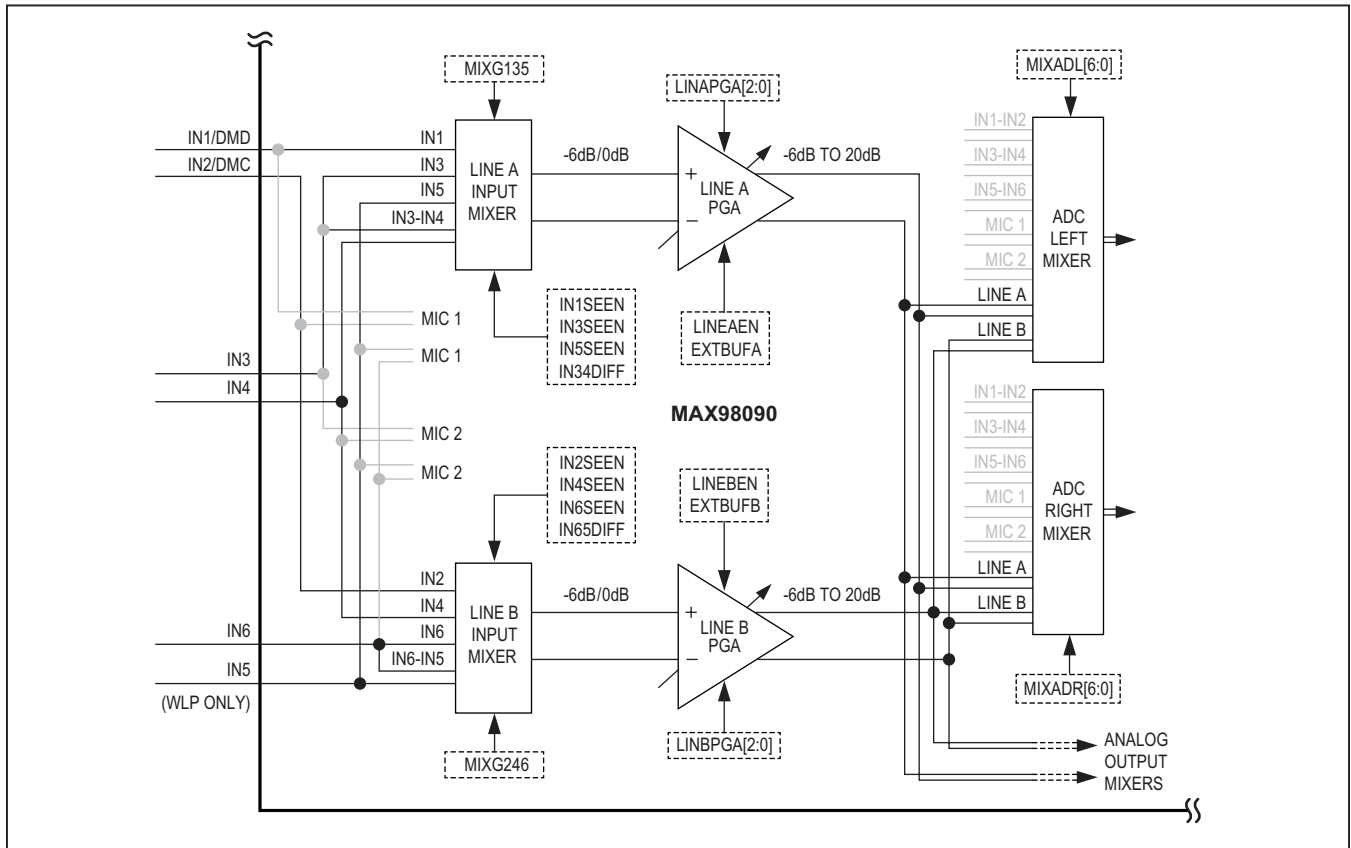 MIXG135
LINAPGA[2:0]
MIXADL[6:0]
IN1/DMD
IN2/DMC
IN1
IN3
IN5
IN3-IN4
LINE A
INPUT
MIXER
-6dB/0dB
+
−
LINE A
PGA
-6dB TO 20dB
IN1-IN2
IN3-IN4
IN5-IN6
MIC 1
MIC 2
LINE A
LINE B
ADC
LEFT
MIXER
IN1SEEN
IN3SEEN
IN5SEEN
IN34DIFF
LINEAEN
EXTBUFA
MIC 1
MIC 1
IN3
IN4
MAX98090
MIC 2
MIC 2
IN2SEEN
IN4SEEN
IN6SEEN
IN65DIFF
LINEBEN
EXTBUFB
IN1-IN2
IN3-IN4
IN5-IN6
MIC 1
MIC 2
LINE A
LINE B
ADC
RIGHT
MIXER
IN2
IN4
IN6
IN6-IN5
LINE B
INPUT
MIXER
-6dB/0dB
+
−
LINE B
PGA
-6dB TO 20dB
IN6
IN5
(WLP ONLY)
MIXG246
LINBPGA[2:0]
MIXADR[6:0]
ANALOG
OUTPUT
MIXERS